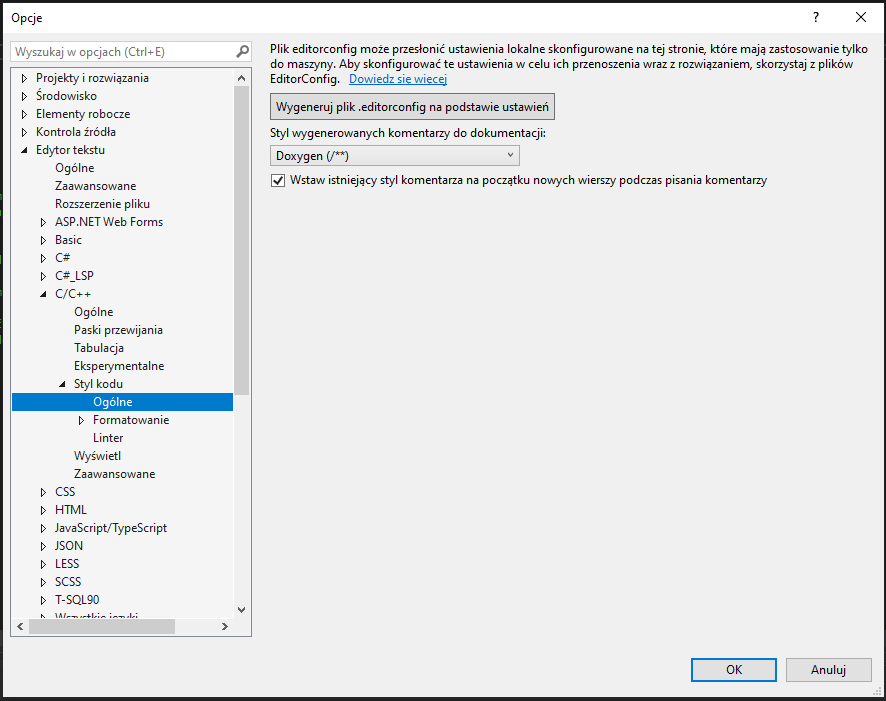 Opcje
Wyszukaj w opcjach (Ctrl+E)
Projekty i rozwiązania
Środowisko
Elementy robocze
Kontrola źródła
Edytor tekstu
Ogólne
Zaawansowane
Rozszerzenie pliku
ASP.NET Web Forms
Basic
C#
C#_LSP
C/C++
Ogólne
Paski przewijania
Tabulacja
Eksperymentalne
Styl kodu
Ogólne
Formatowanie
Linter
Wyświetl
Zaawansowane
CSS
HTML
JavaScript/TypeScript
JSON
LESS
SCSS
T-SQL90
Wszystkie języki
Plik editorconfig może przesłonić ustawienia lokalne skonfigurowane na tej stronie, które mają zastosowanie tylko
do maszyny. Aby skonfigurować te ustawienia w celu ich przenoszenia wraz z rozwiązaniem, skorzystaj z plików
EditorConfig. Dowiedz się więcej
Wygeneruj plik .editorconfig na podstawie ustawień
Styl wygenerowanych komentarzy do dokumentacji:
Doxygen (/**)
Wstaw istniejący styl komentarza na początku nowych wierszy podczas pisania komentarzy
OK
Anuluj